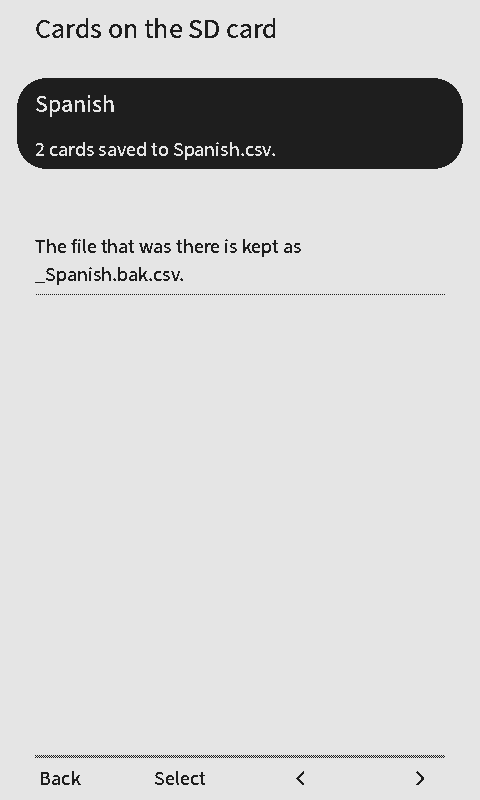 Cards on the SD card
Spanish
2 cards saved to Spanish.csv.
The file that was there is kept as
_Spanish.bak.csv.
Back
Select
<
>